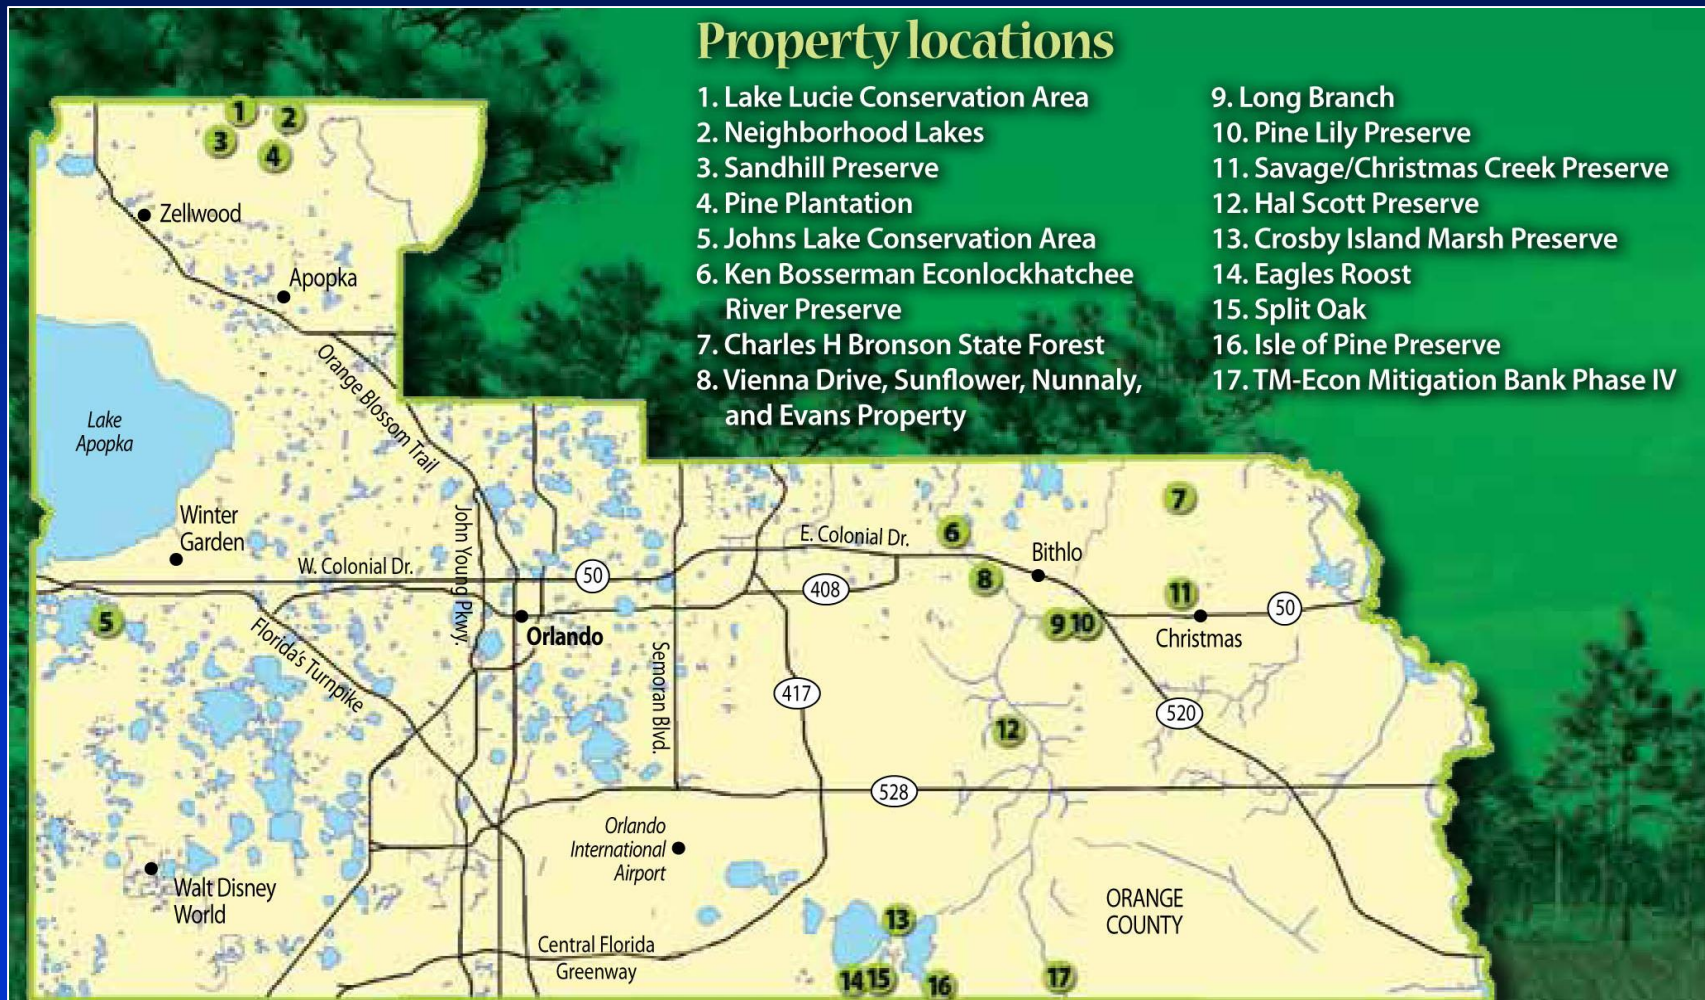 Property locations
1. Lake Lucie Conservation Area
2. Neighborhood Lakes
3. Sandhill Preserve
4. Pine Plantation
5. Johns Lake Conservation Area
6. Ken Bosserman Econlockhatchee
River Preserve
7. Charles H Bronson State Forest
8. Vienna Drive, Sunflower, Nunnaly,
and Evans Property
9. Long Branch
10. Pine Lily Preserve
11. Savage/Christmas Creek Preserve
12. Hal Scott Preserve
13. Crosby Island Marsh Preserve
14. Eagles Roost
15. Split Oak
16. Isle of Pine Preserve
17. TM-Econ Mitigation Bank Phase IV
1
2
3
4
Zellwood
Apopka
Orange Blossom Trail
Lake
Apopka
Winter
Garden
John Young Pkwy.
W. Colonial Dr.
50
E. Colonial Dr.
408
6
7
Bithlo
8
11
50
Christmas
9
10
5
Florida's Turnpike
Orlando
Semoran Blvd.
417
520
12
528
Orlando
International
Airport
Walt Disney
World
ORANGE
COUNTY
13
Central Florida
Greenway
14
15
16
17